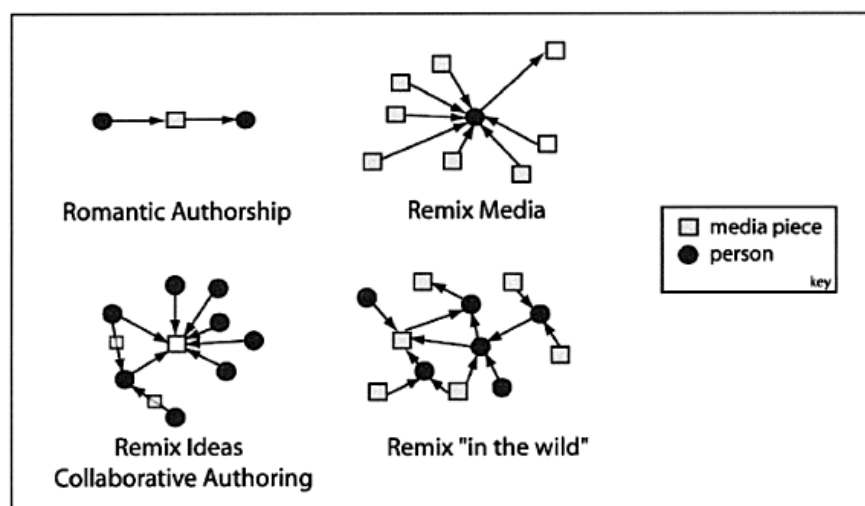 Romantic Authorship
Remix Media
media piece
person
key
Remix Ideas
Collaborative Authoring
Remix "in the wild"